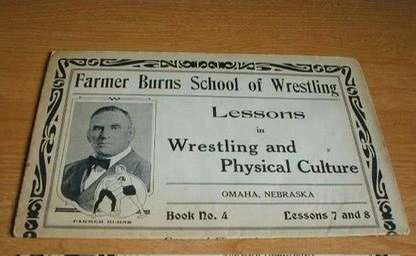 Farmer Burns School of Wrestling
Lessons
in
Wrestling and
Physical Culture
OMAHA, NEBRASKA
FARMER BURNS
Book No. 4 Lessons 7 and 8